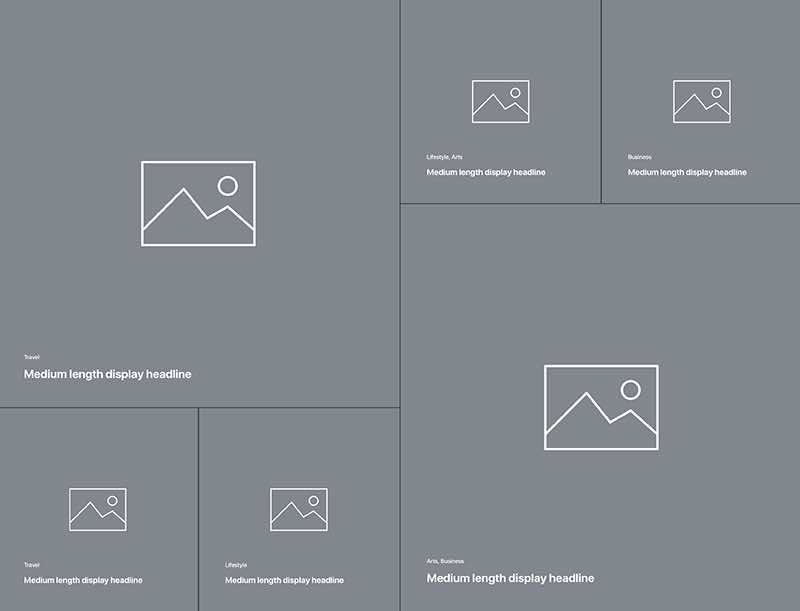 Travel
Medium length display headline
Lifestyle, Arts
Medium length display headline
Business
Medium length display headline
Travel
Medium length display headline
Lifestyle
Medium length display headline
Arts, Business
Medium length display headline